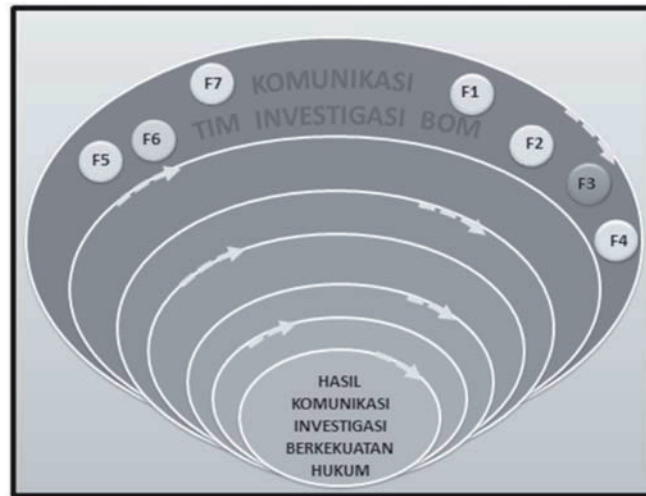 F7
KOMUNIKASI
F1
TIM INVESTIGASI BOM
F5
F6
F2
F3
F4
HASIL
KOMUNIKASI
INVESTIGASI
BERKEKUATAN
HUKUM